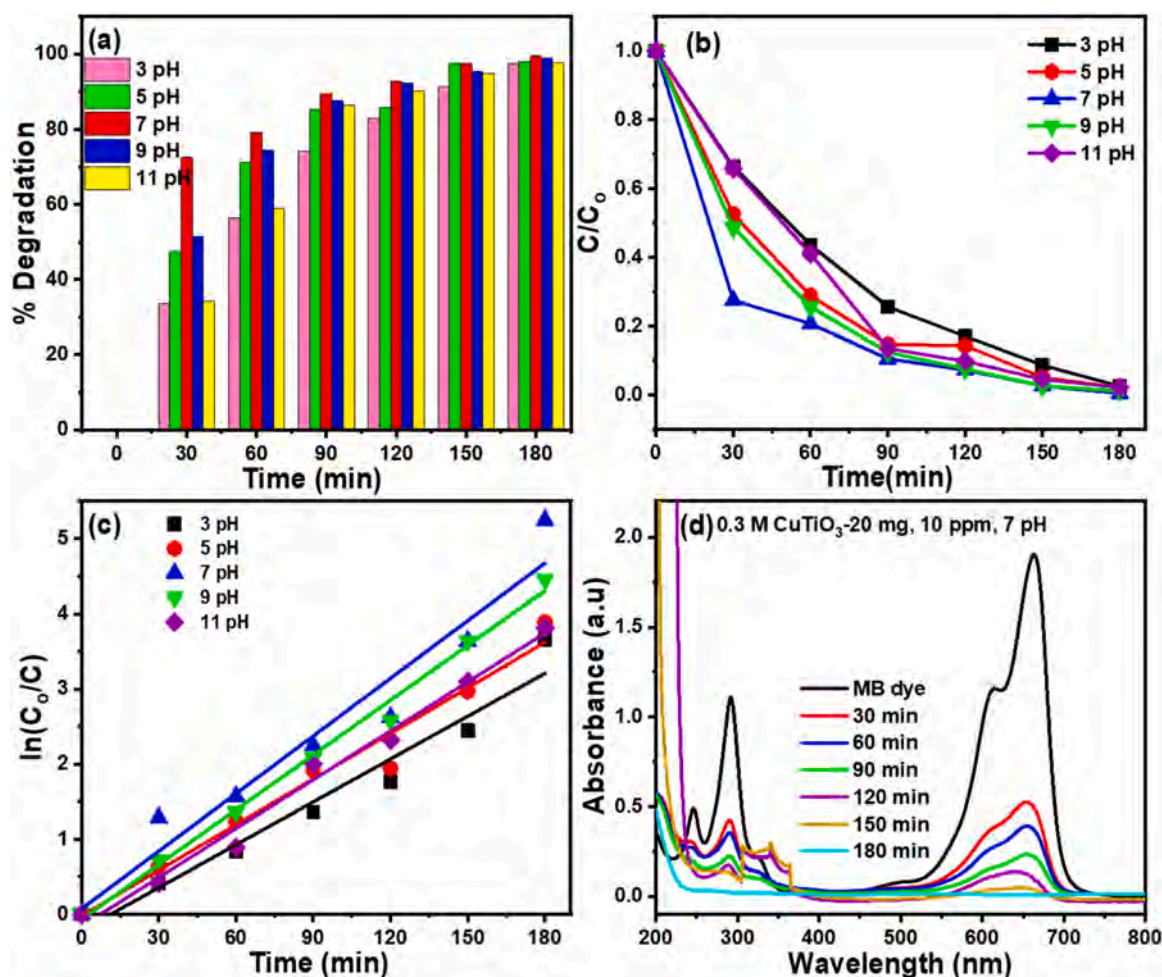 (a)
3 pH
5 pH
7 pH
9 pH
11 pH
% Degradation
100
80
60
40
20
0
0 30 60 90 120 150 180
Time (min)
(b)
3 pH
5 pH
7 pH
9 pH
11 pH
C/C₀
1.0
0.8
0.6
0.4
0.2
0.0
0 30 60 90 120 150 180
Time(min)
(c)
3 pH
5 pH
7 pH
9 pH
11 pH
ln(C₀/C)
5
4
3
2
1
0
0 30 60 90 120 150 180
Time (min)
(d) 0.3 M CuTiO₃-20 mg, 10 ppm, 7 pH
MB dye
30 min
60 min
90 min
120 min
150 min
180 min
Absorbance (a.u)
2.0
1.5
1.0
0.5
0.0
200 300 400 500 600 700 800
Wavelength (nm)